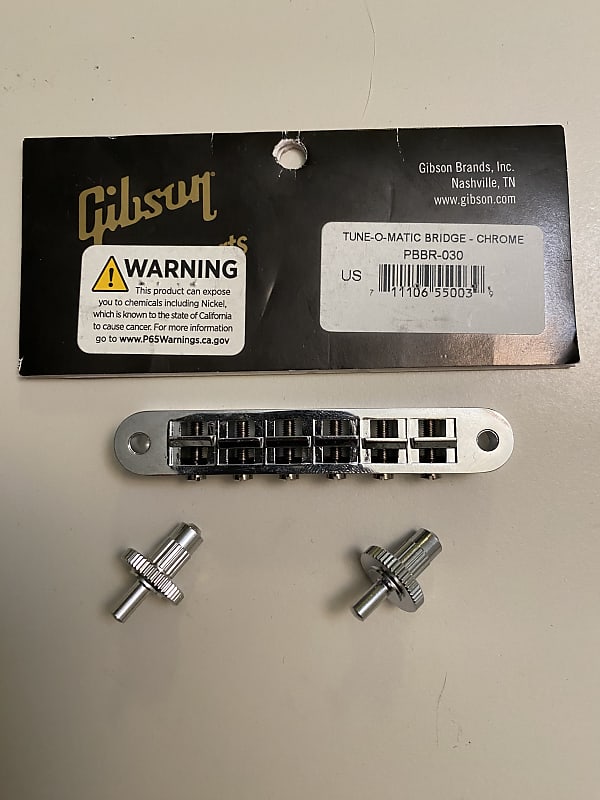 Gibson
Gibson Brands, Inc.
Nashville, TN
www.gibson.com
WARNING
This product can expose
you to chemicals including Nickel,
which is known to the state of California
to cause cancer. For more information
go to www.P65Warnings.ca.gov
TUNE-O-MATIC BRIDGE - CHROME
PBBR-030
US
7 11106 55003 9